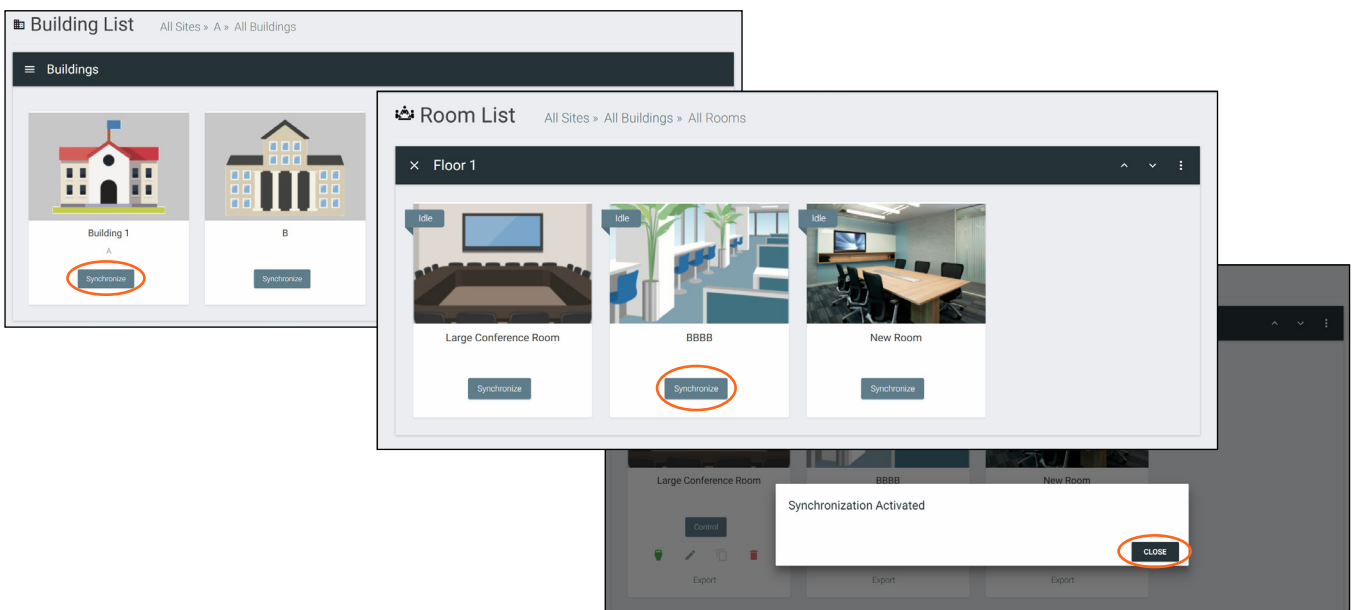 Building List All Sites » A » All Buildings
Buildings
Building 1 B
A
Synchronize Synchronize
Room List All Sites » All Buildings » All Rooms
Floor 1
Idle Idle Idle
Large Conference Room BBBB New Room
Synchronize Synchronize Synchronize
Large Conference Room BBBB New Room
Synchronization Activated
Control
CLOSE
Export Export Export